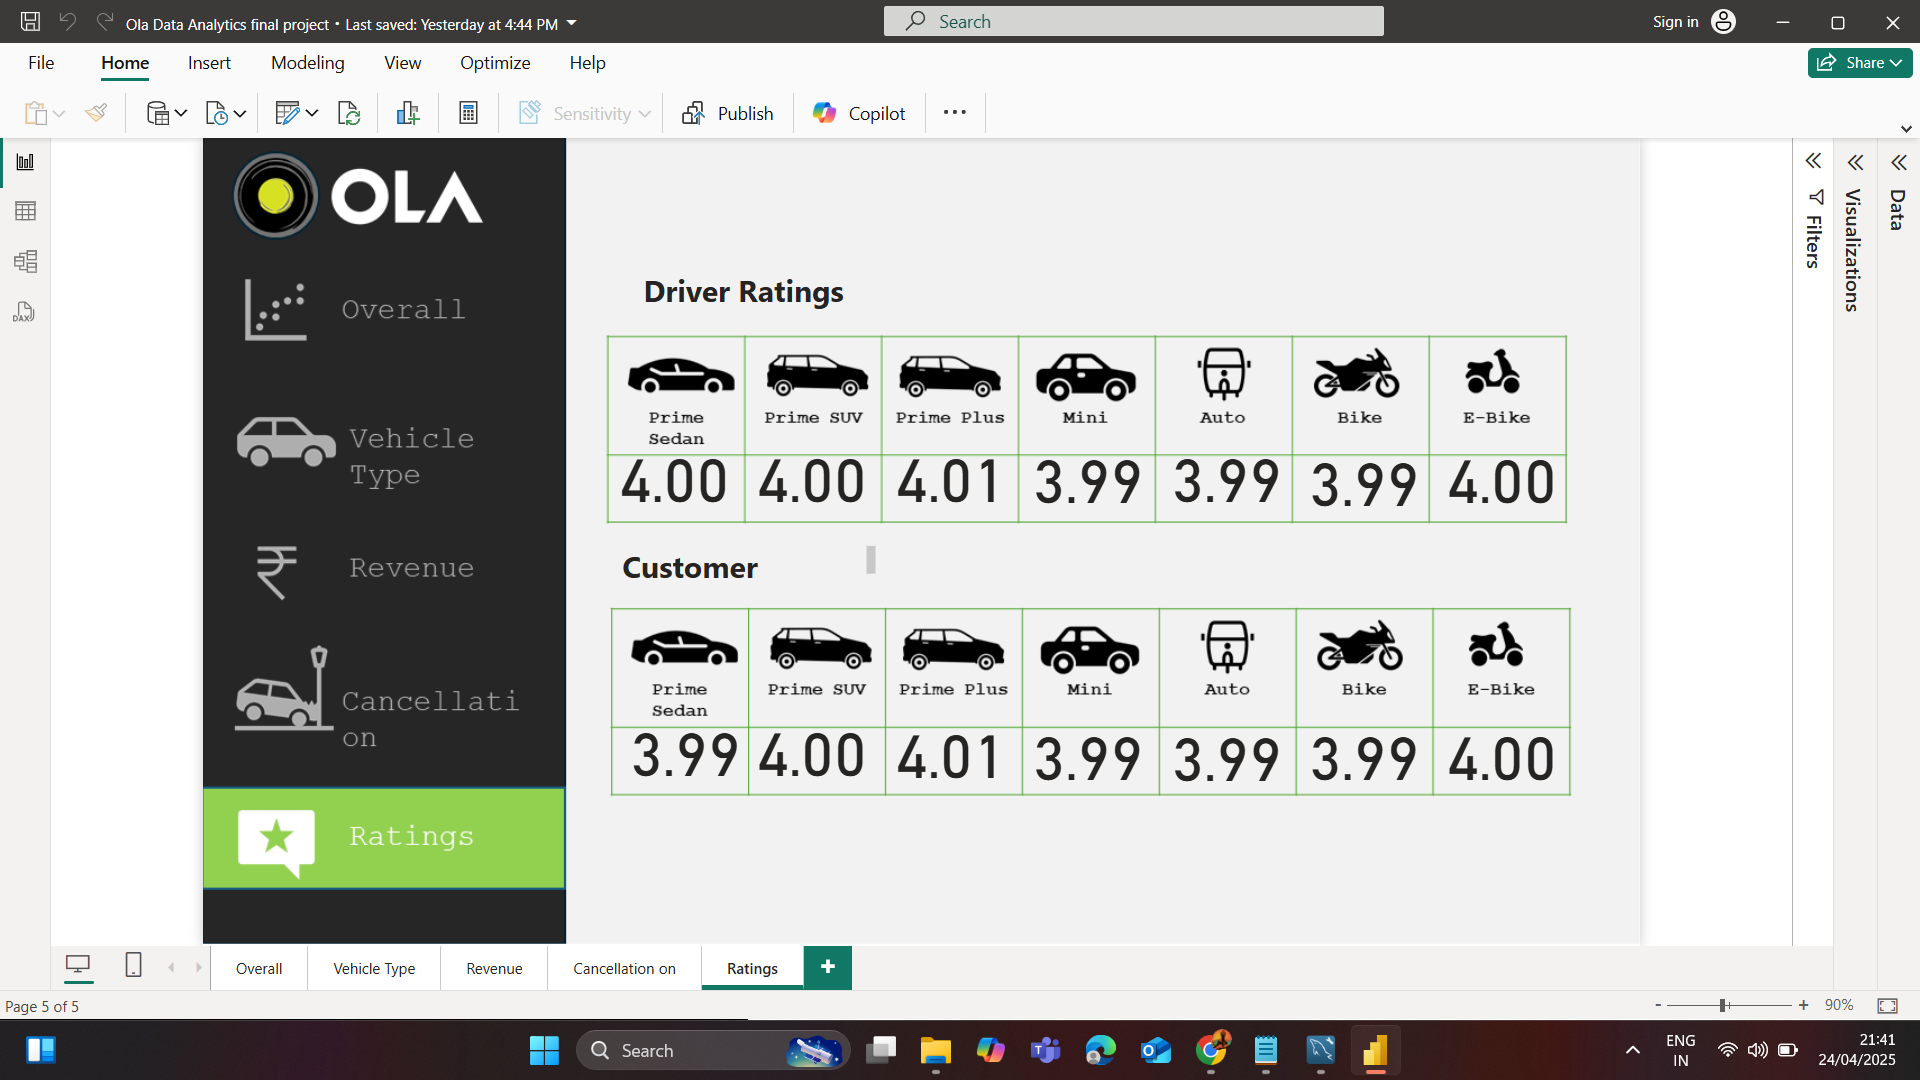 Ola Data Analytics final project • Last saved: Yesterday at 4:44 PM
Search
Sign in
File Home Insert Modeling View Optimize Help
Share
Sensitivity
Publish
Copilot
...
OLA
Overall
Vehicle
Type
Revenue
Cancellati
on
Ratings
Driver Ratings
Prime
Sedan
Prime SUV
Prime Plus
Mini
Auto
Bike
E-Bike
4.00 4.00 4.01 3.99 3.99 3.99 4.00
Customer
Prime
Sedan
Prime SUV
Prime Plus
Mini
Auto
Bike
E-Bike
3.99 4.00 4.01 3.99 3.99 3.99 4.00
Filters
Visualizations
Data
DAX
Overall Vehicle Type Revenue Cancellation on Ratings +
Page 5 of 5
- + 90%
Search
ENG
IN
21:41
24/04/2025